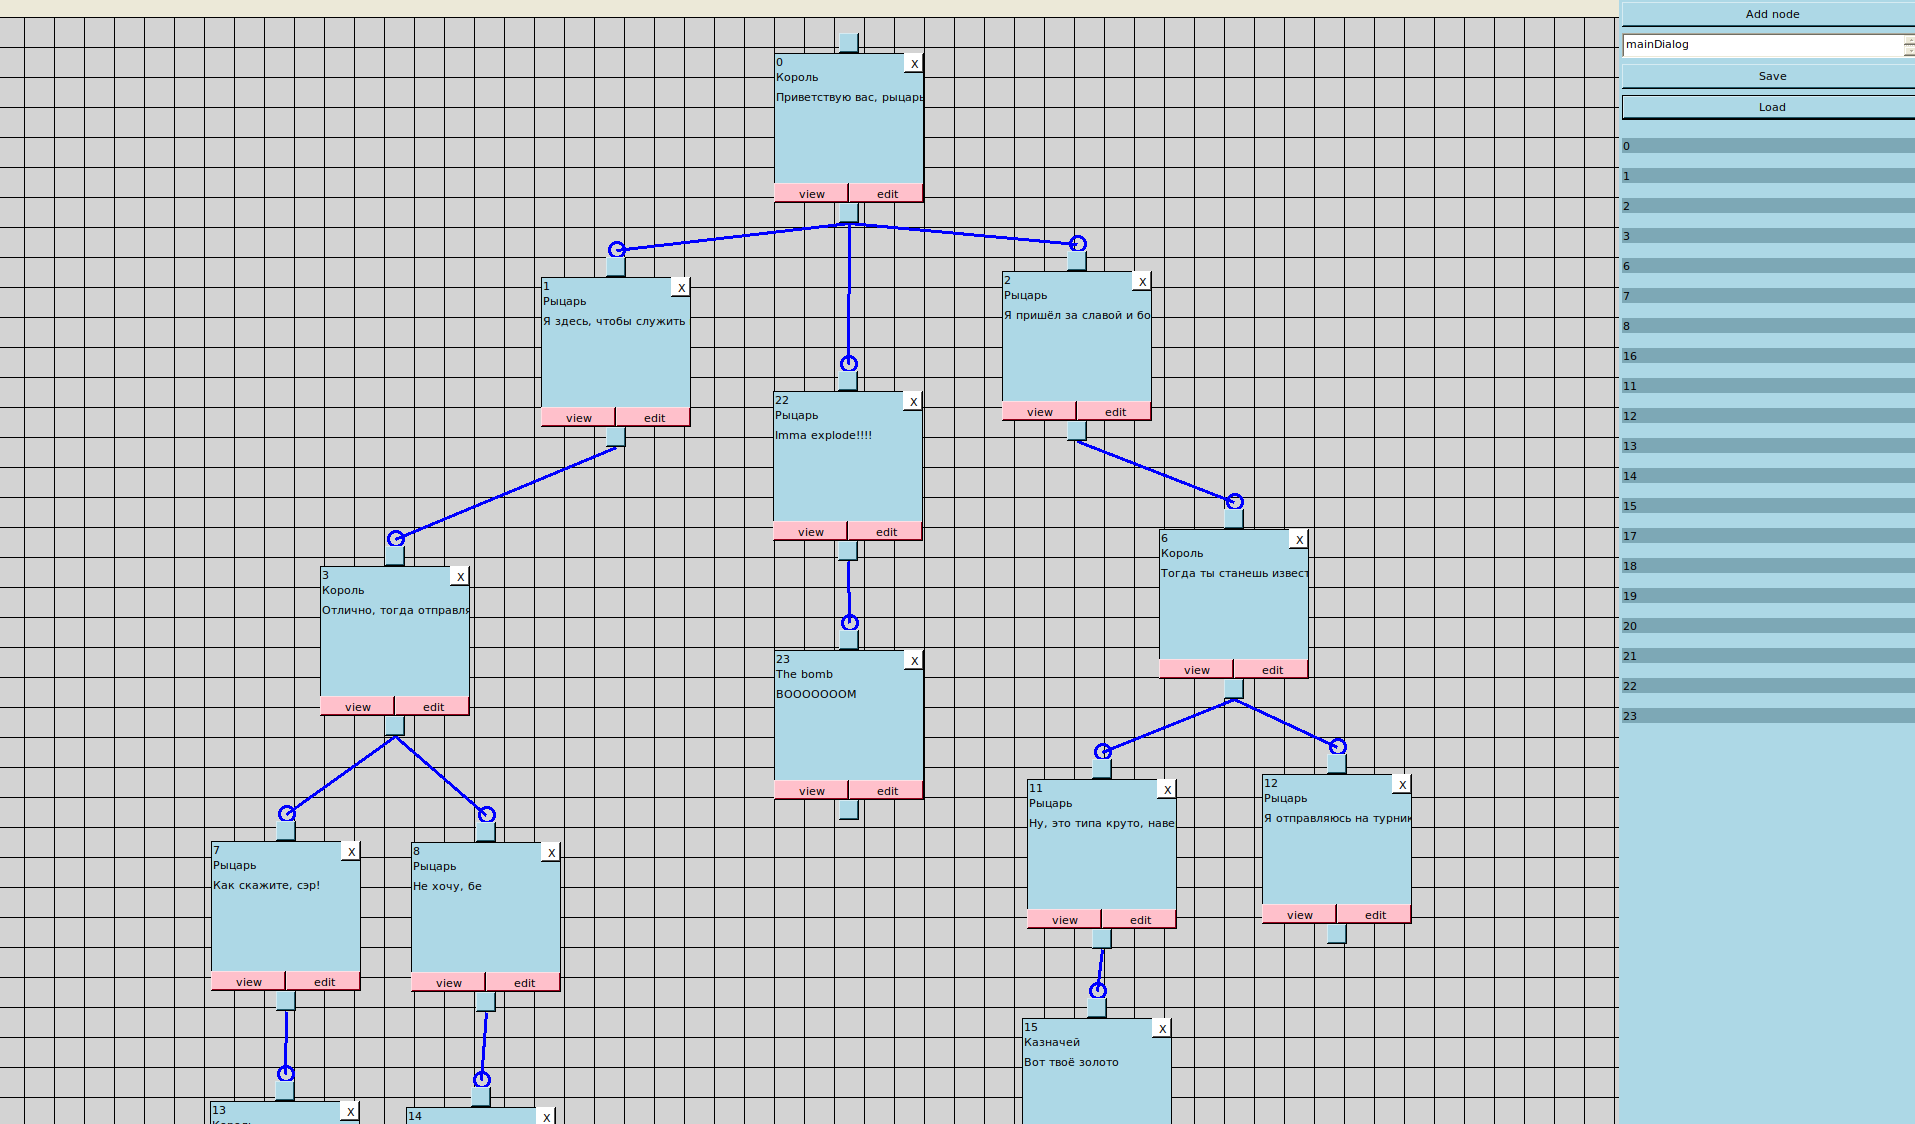 0
X
Король
Приветствую вас, рыцарь
view edit
1
X
Рыцарь
Я здесь, чтобы служить
view edit
2
X
Рыцарь
Я пришёл за славой и бо
view edit
22
X
Рыцарь
Imma explode!!!!
view edit
3
X
Король
Отлично, тогда отправля
view edit
6
X
Король
Тогда ты станешь извест
view edit
23
X
The bomb
BOOOOOOOM
view edit
7
X
Рыцарь
Как скажите, сэр!
view edit
8
X
Рыцарь
Не хочу, бе
view edit
11
X
Рыцарь
Ну, это типа круто, наве
view edit
12
X
Рыцарь
Я отправляюсь на турник
view edit
13
X
Король
14
X
15
X
Казначей
Вот твоё золото
Add node
mainDialog
Save
Load
0
1
2
3
6
7
8
16
11
12
13
14
15
17
18
19
20
21
22
23